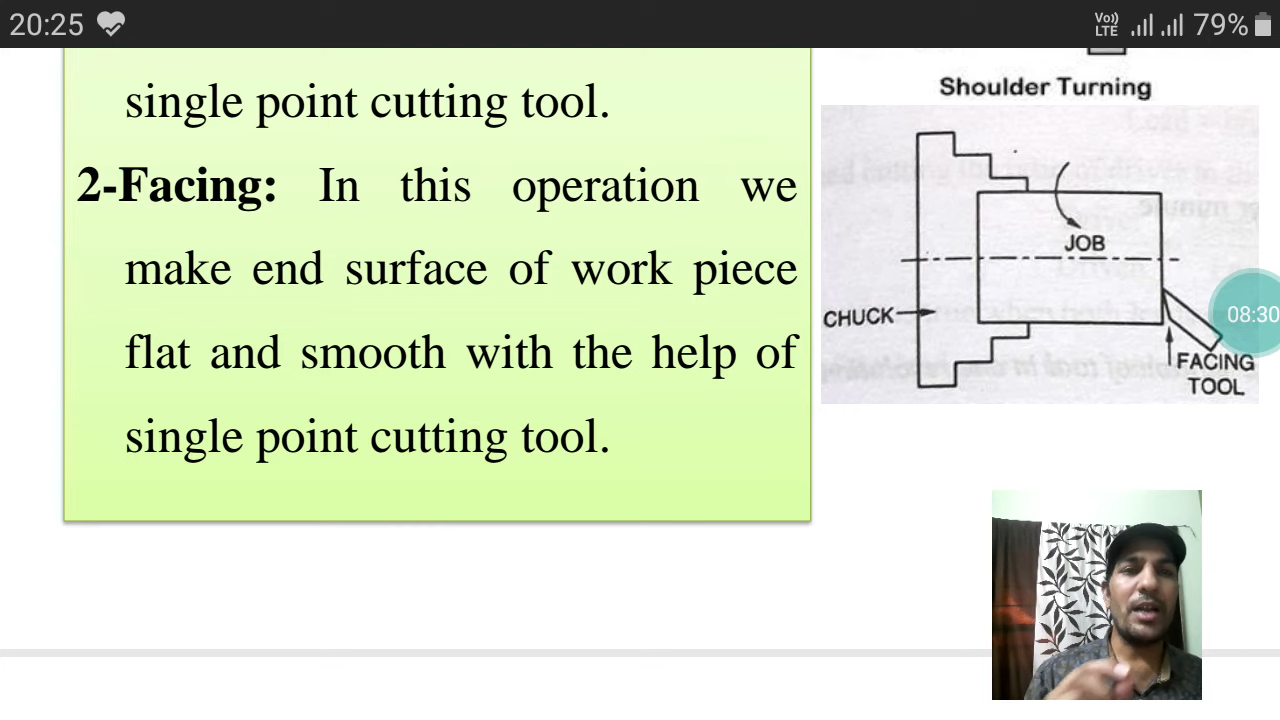 20:25
Vo))
LTE
79%
single point cutting tool.
2-Facing: In this operation we
make end surface of work piece
flat and smooth with the help of
single point cutting tool.
Shoulder Turning
JOB
CHUCK
FACING
TOOL
08:30